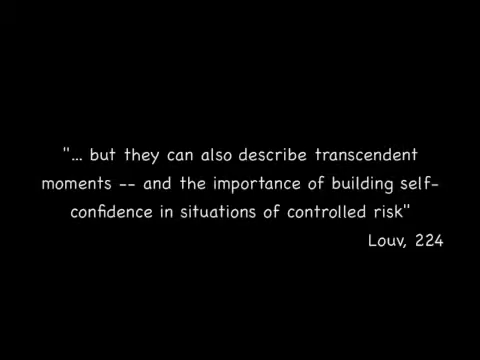 "... but they can also describe transcendent
moments -- and the importance of building self-
confidence in situations of controlled risk"
Louv, 224